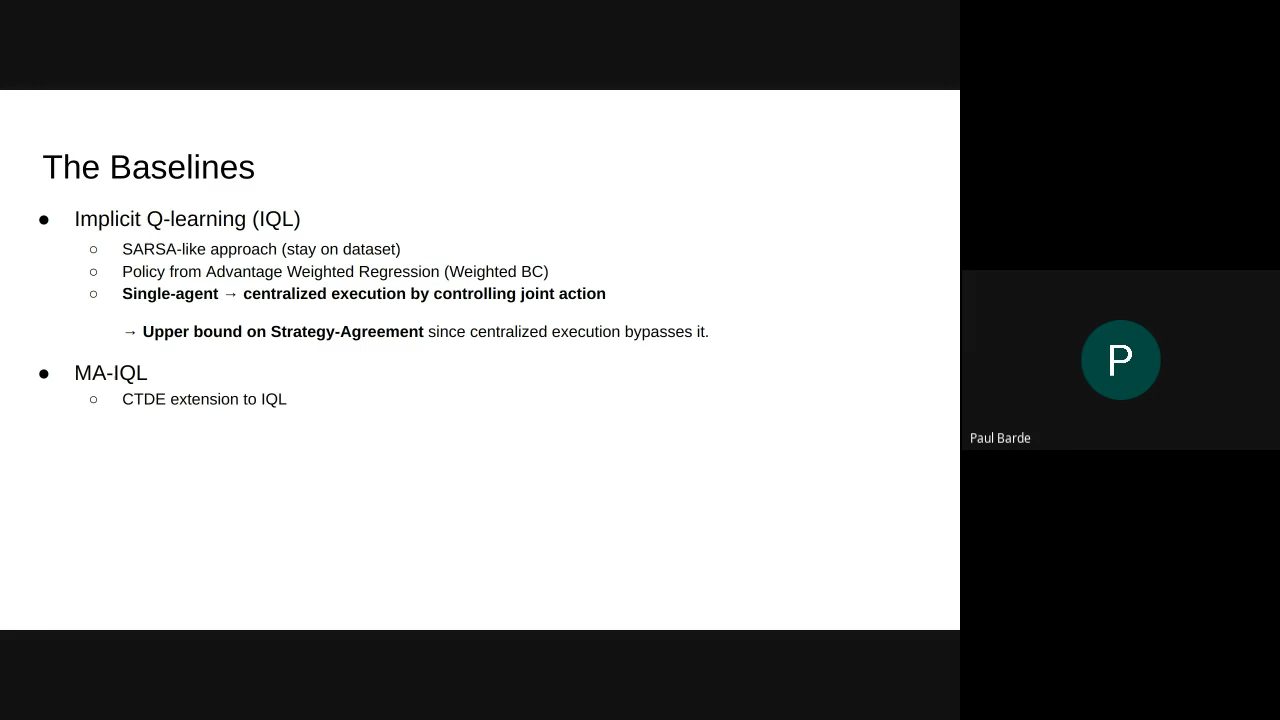 The Baselines
● Implicit Q-learning (IQL)
○ SARSA-like approach (stay on dataset)
○ Policy from Advantage Weighted Regression (Weighted BC)
○ Single-agent → centralized execution by controlling joint action
→ Upper bound on Strategy-Agreement since centralized execution bypasses it.
● MA-IQL
○ CTDE extension to IQL
P
Paul Barde